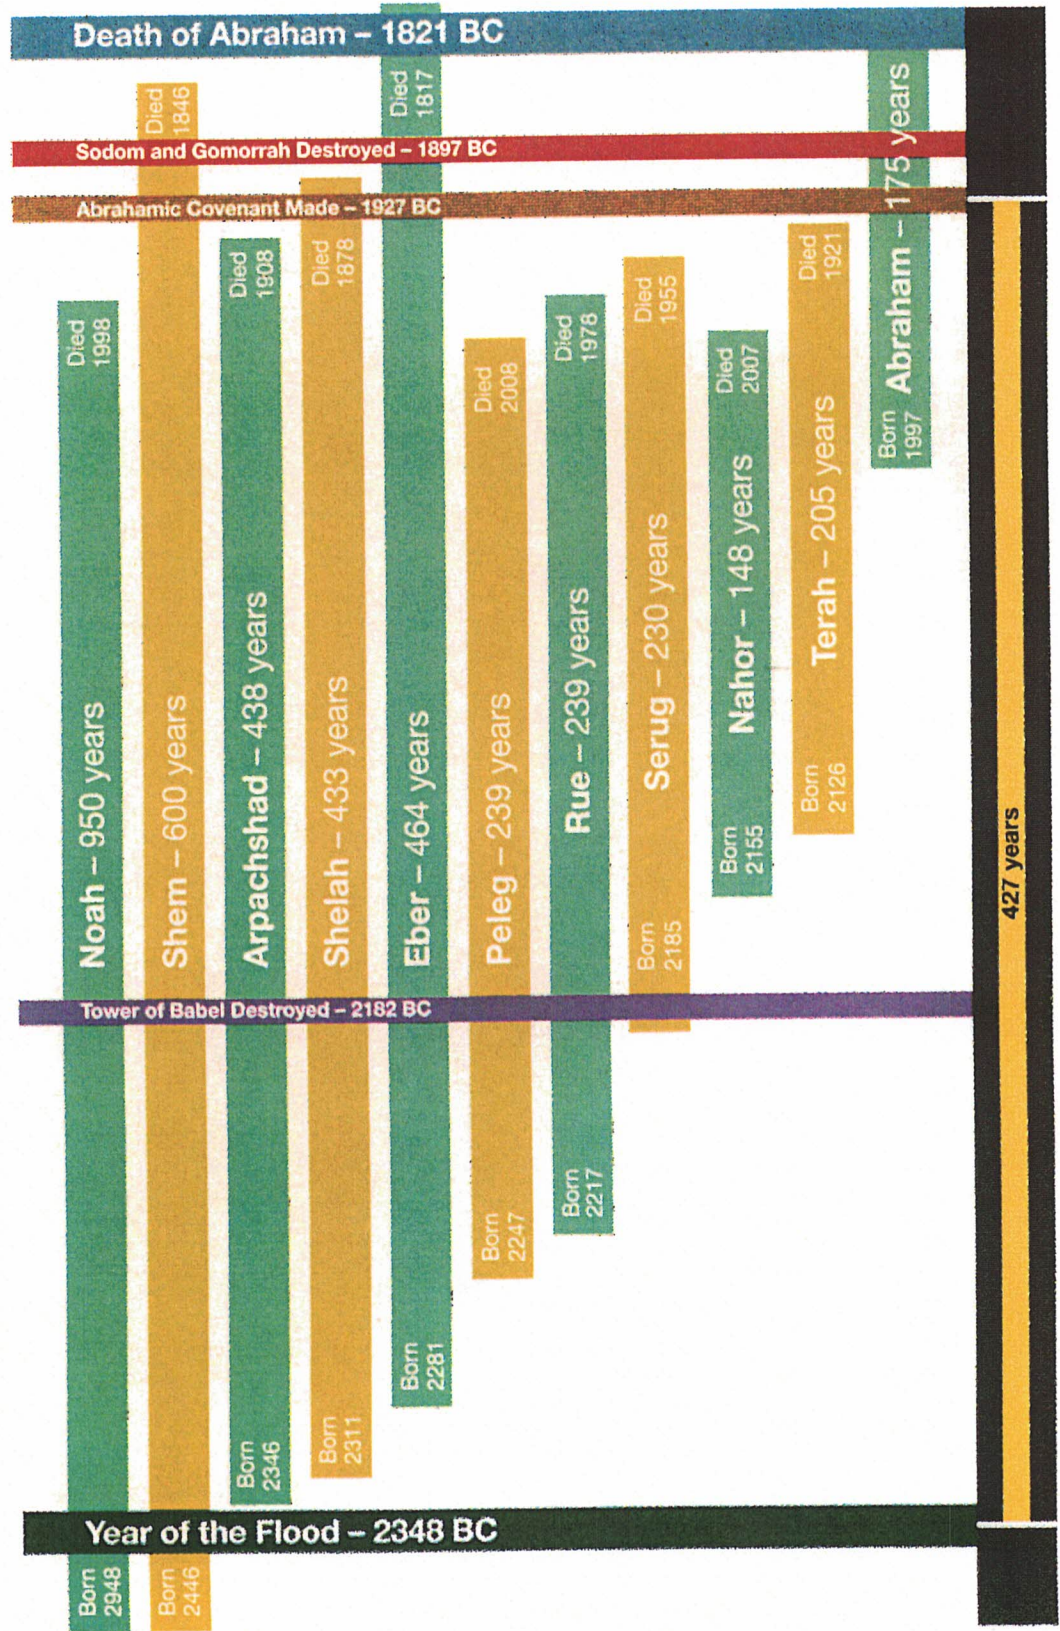 Death of Abraham – 1821 BC
Sodom and Gomorrah Destroyed – 1897 BC
Abrahamic Covenant Made – 1927 BC
Tower of Babel Destroyed – 2182 BC
Year of the Flood – 2348 BC
Born
2948
Noah – 950 years
Died
1998
Born
2446
Shem – 600 years
Died
1846
Born
2346
Arpachshad – 438 years
Died
1908
Born
2311
Shelah – 433 years
Died
1878
Born
2281
Eber – 464 years
Died
1817
Born
2247
Peleg – 239 years
Died
2008
Born
2217
Rue – 239 years
Died
1978
Born
2185
Serug – 230 years
Died
1955
Born
2155
Nahor – 148 years
Died
2007
Born
2126
Terah – 205 years
Died
1921
Born
1997
Abraham – 175 years
427 years